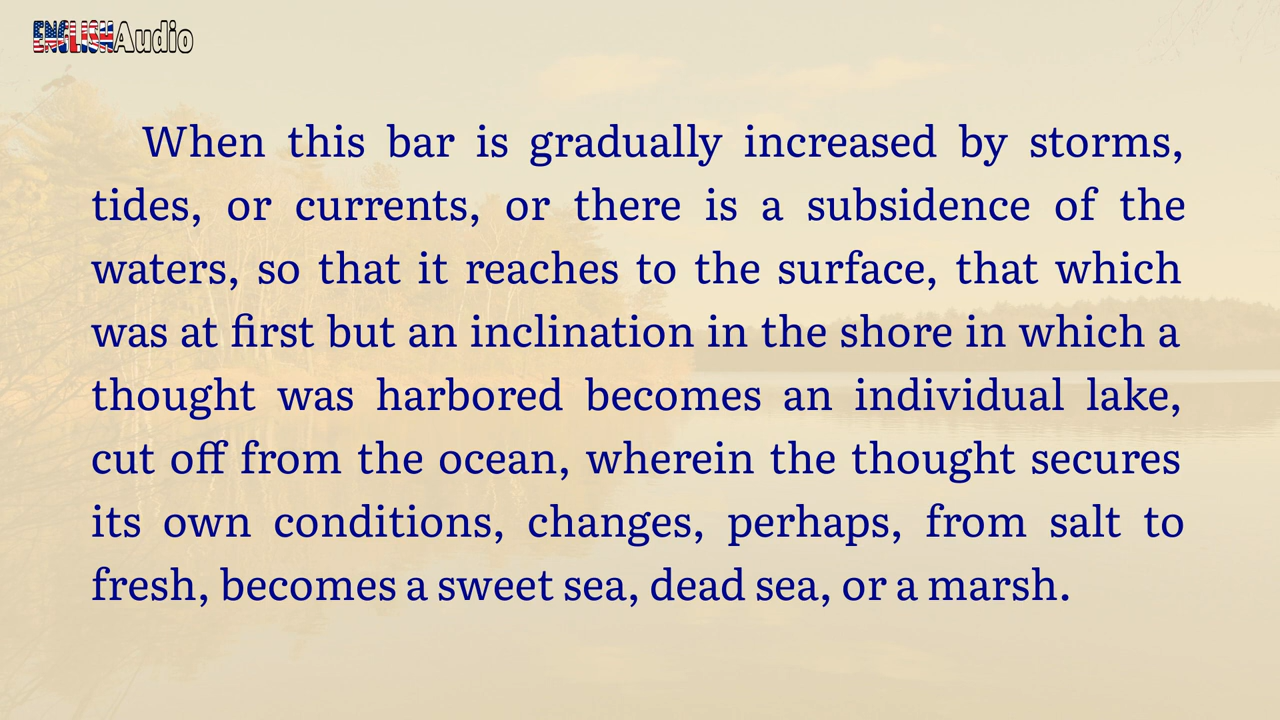 ENGLISHAudio
When this bar is gradually increased by storms,
tides, or currents, or there is a subsidence of the
waters, so that it reaches to the surface, that which
was at first but an inclination in the shore in which a
thought was harbored becomes an individual lake,
cut off from the ocean, wherein the thought secures
its own conditions, changes, perhaps, from salt to
fresh, becomes a sweet sea, dead sea, or a marsh.